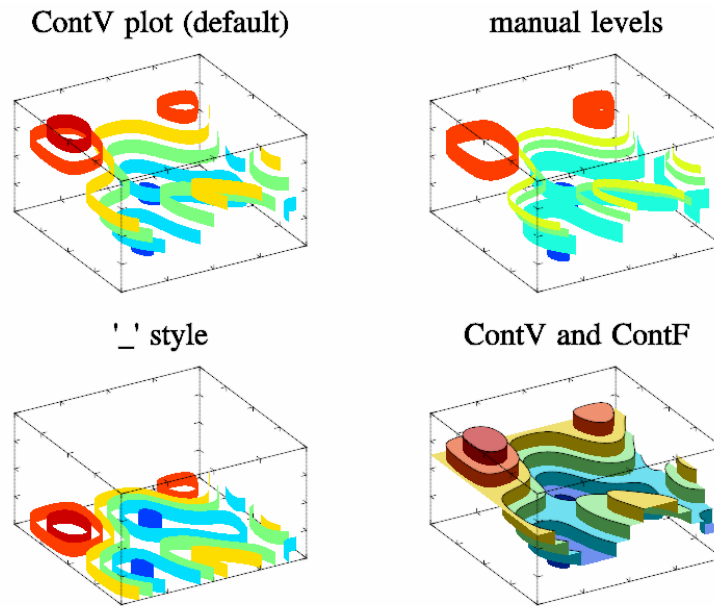 ContV plot (default)
manual levels
'_' style
ContV and ContF